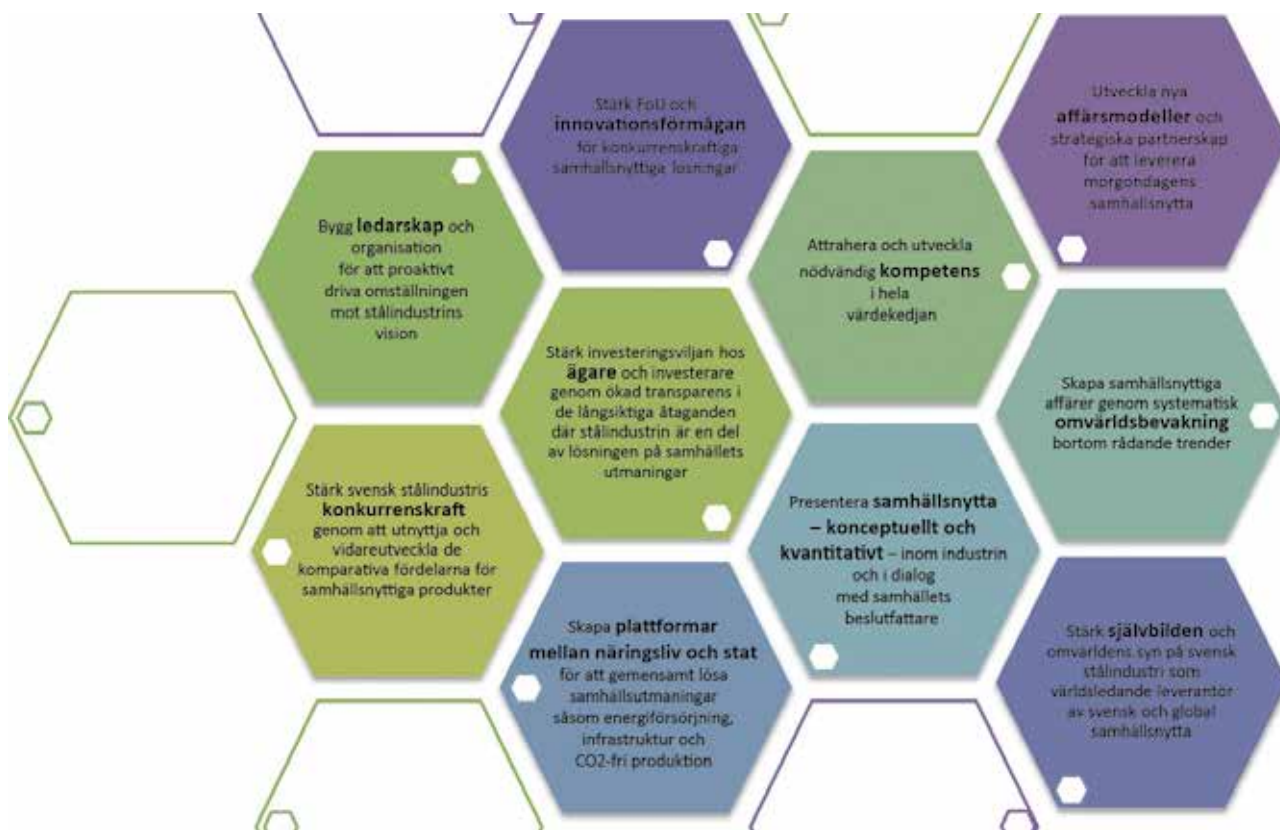 Stärk FoU och
innovationsförmågan
för konkurrenskraftiga
samhällsnyttiga lösningar
Utveckla nya
affärsmodeller och
strategiska partnerskap
för att leverera
morgondagens
samhällsnytta
Bygg ledarskap och
organisation
för att proaktivt
driva omställningen
mot stålindustrins
vision
Attrahera och utveckla
nödvändig kompetens
i hela
värdekedjan
Stärk investeringsviljan hos
ägare och investerare
genom ökad transparens i
de långsiktiga åtaganden
där stålindustrin är en del
av lösningen på samhällets
utmaningar
Skapa samhällsnyttiga
affärer genom systematisk
omvärldsbevakning
bortom rådande trender
Stärk svensk stålindustris
konkurrenskraft
genom att utnyttja och
vidareutveckla de
komparativa fördelarna för
samhällsnyttiga produkter
Presentera samhällsnytta
– konceptuellt och
kvantitativt – inom industrin
och i dialog
med samhällets
beslutfattare
Skapa plattformar
mellan näringsliv och stat
för att gemensamt lösa
samhällsutmaningar
såsom energiförsörjning,
infrastruktur och
CO2-fri produktion
Stärk självbilden och
omvärldens syn på svensk
stålindustri som
världsledande leverantör
av svensk och global
samhällsnytta